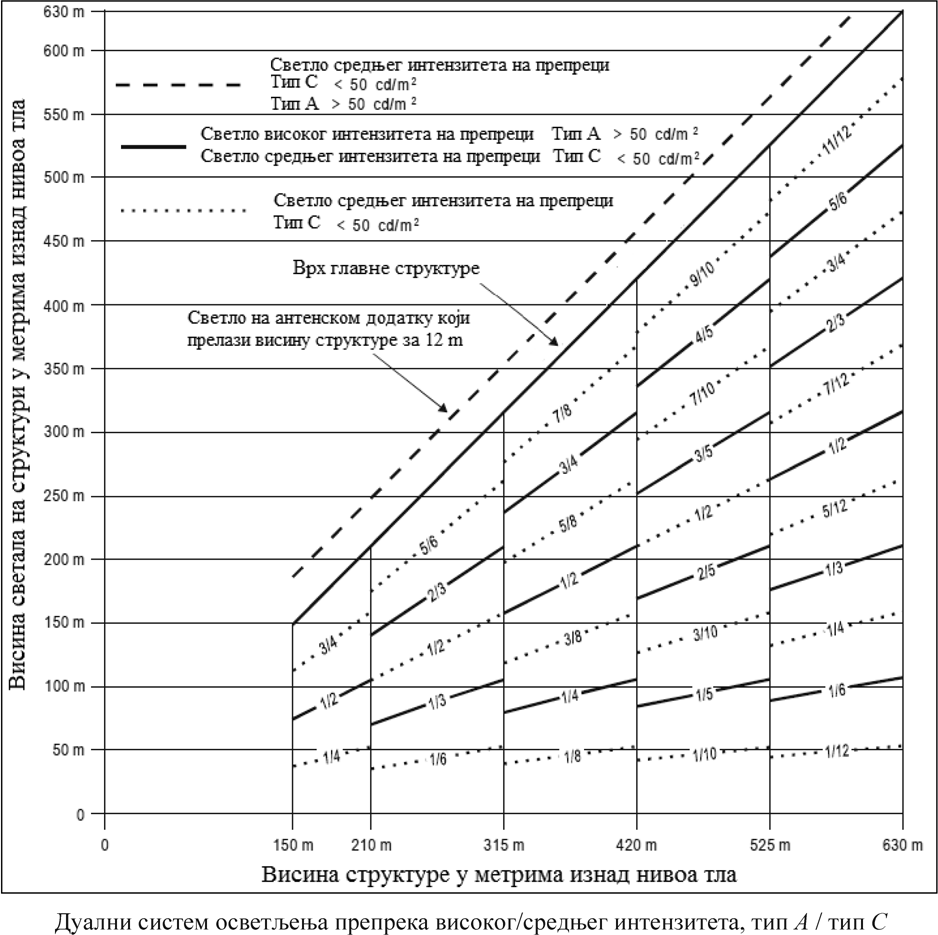 630 m
600 m
550 m
500 m
450 m
400 m
350 m
300 m
250 m
200 m
150 m
100 m
50 m
0
Висина светала на структури у метрима изнад нивоа тла
Светло средњег интензитета на препреци
Тип С < 50 cd/m²
Тип А > 50 cd/m²
Светло високог интензитета на препреци Тип А > 50 cd/m²
Светло средњег интензитета на препреци Тип С < 50 cd/m²
Светло средњег интензитета на препреци
Тип С < 50 cd/m²
Врх главне структуре
Светло на антенском додатку који
прелази висину структуре за 12 m
3/4
1/2
1/4
5/6
2/3
1/2
1/3
1/6
7/8
3/4
5/8
1/2
3/8
1/4
1/8
9/10
4/5
7/10
3/5
1/2
2/5
3/10
1/5
1/10
11/12
5/6
3/4
2/3
7/12
1/2
5/12
1/3
1/4
1/6
1/12
0 150 m 210 m 315 m 420 m 525 m 630 m
Висина структуре у метрима изнад нивоа тла
Дуални систем осветљења препрека високог/средњег интензитета, тип A / тип C